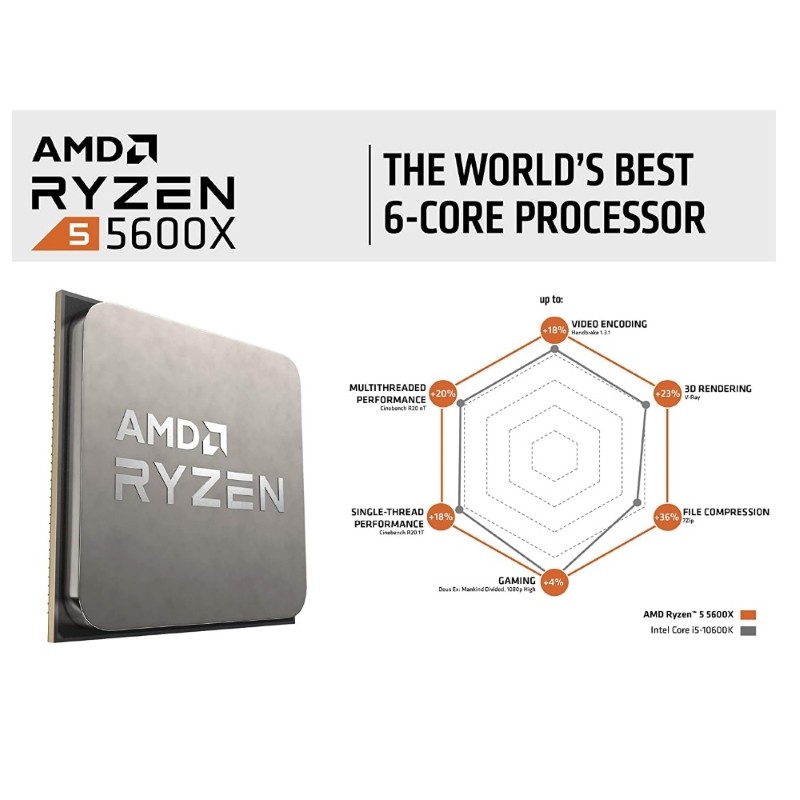 AMD
RYZEN
5 5600X
THE WORLD'S BEST
6-CORE PROCESSOR
AMD
RYZEN
up to:
+18%
VIDEO ENCODING
Handbrake 1.3.1
+23%
3D RENDERING
V-Ray
+36%
FILE COMPRESSION
7Zip
+4%
GAMING
Deus Ex: Mankind Divided, 1080p High
+18%
SINGLE-THREAD
PERFORMANCE
Cinebench R20 1T
+20%
MULTITHREADED
PERFORMANCE
Cinebench R20 nT
AMD Ryzen™ 5 5600X
Intel Core i5-10600K